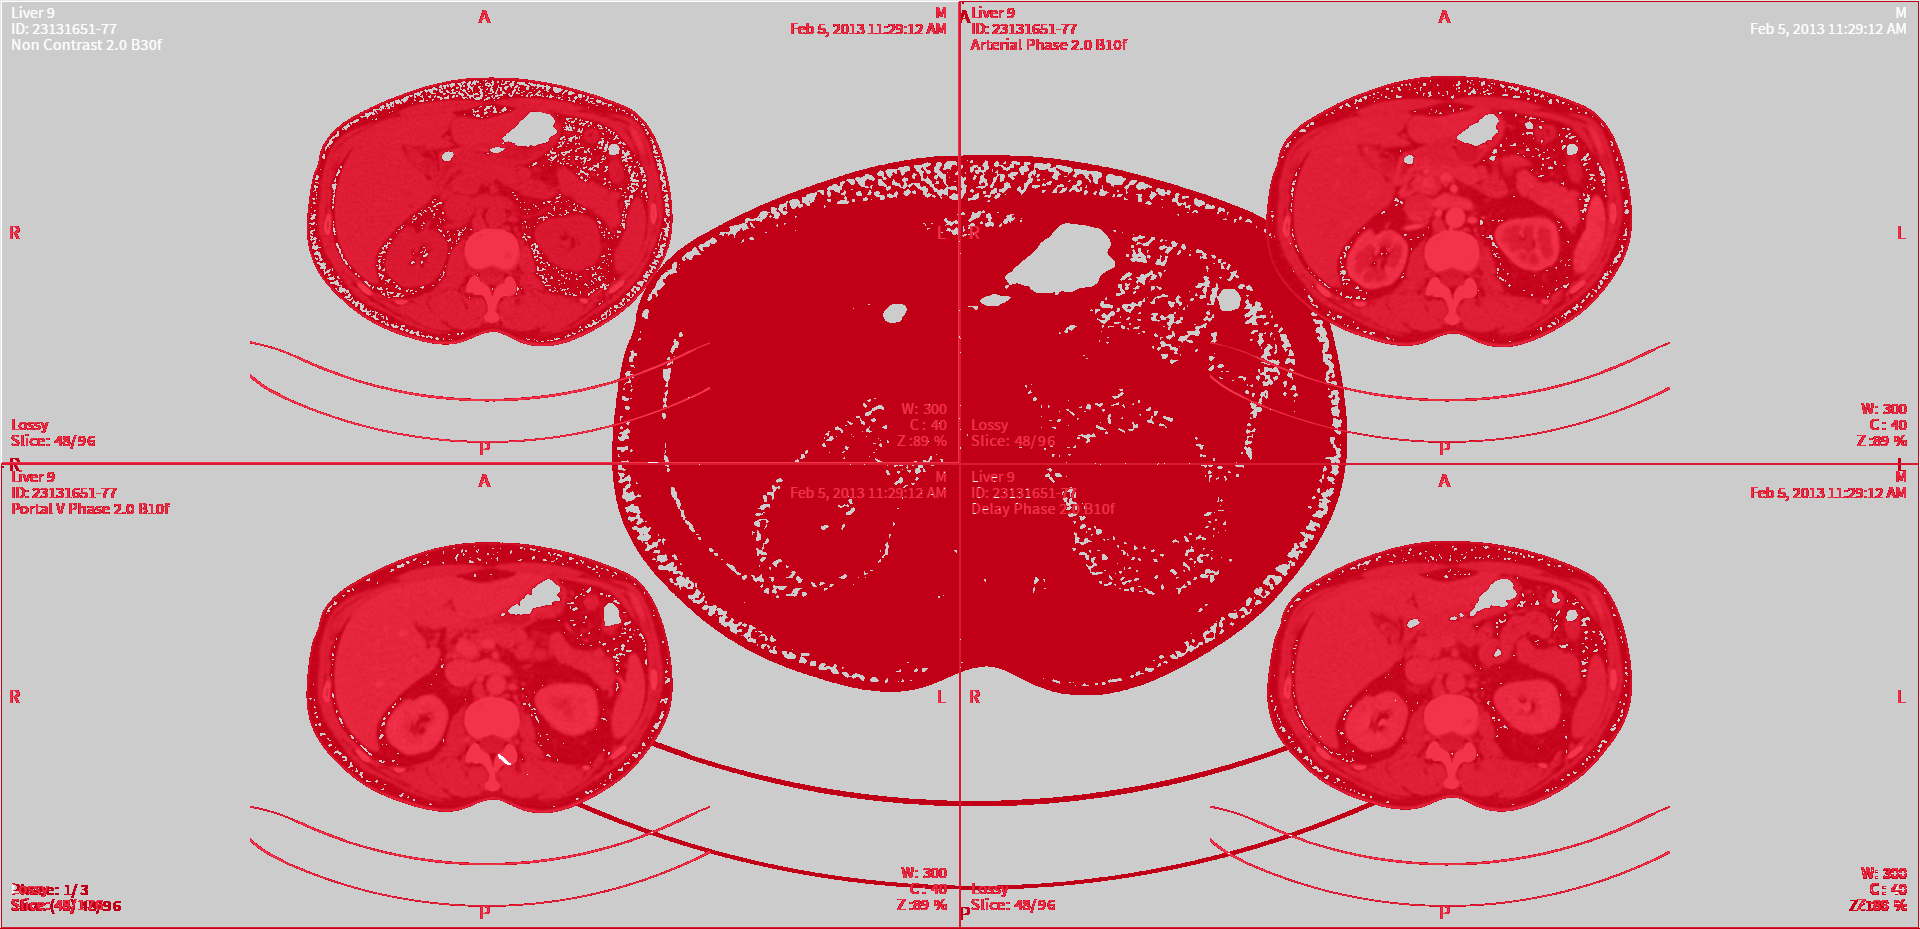 Liver 9
ID: 23131651-77
Non Contrast 2.0 B30f
A
M
Feb 5, 2013 11:29:12 AM
R
L
Lossy
Slice: 48/96
W: 300
C: 40
Z:89 %
P
A
Liver 9
ID: 23131651-77
Arterial Phase 2.0 B10f
A
M
Feb 5, 2013 11:29:12 AM
R
L
Lossy
Slice: 48/96
W: 300
C: 40
Z:89 %
P
R
L
Liver 9
ID: 23131651-77
Portal V Phase 2.0 B10f
A
M
Feb 5, 2013 11:29:12 AM
R
L
Phase: 1/3
48/96
W: 300
C: 40
Z:89 %
P
P
Liver 9
ID: 23131651-77
Delay Phase 2.0 B10f
A
M
Feb 5, 2013 11:29:12 AM
R
L
Lossy
Slice: 48/96
W: 300
C: 40
P